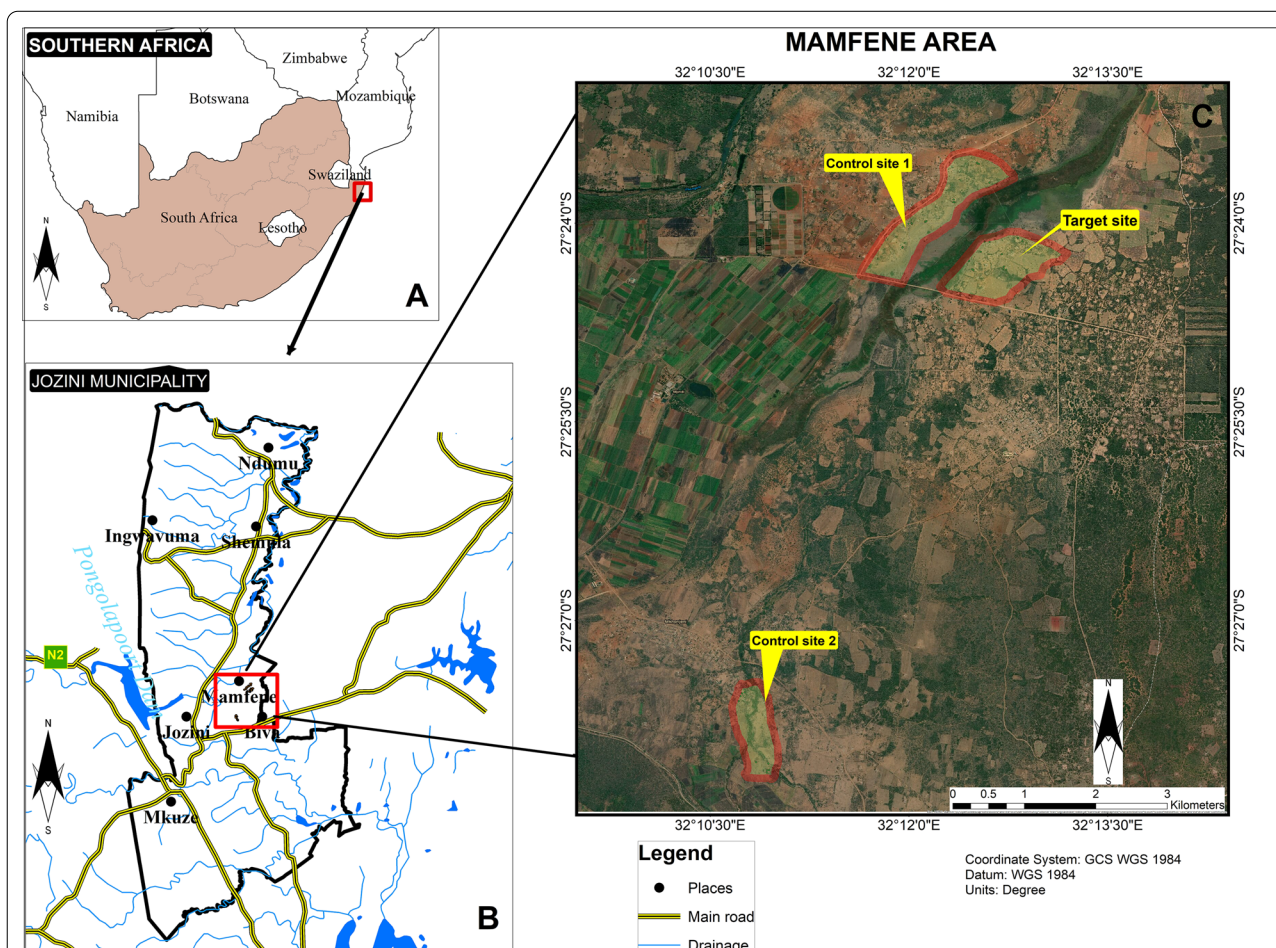 SOUTHERN AFRICA
Zimbabwe
Mozambique
Botswana
Namibia
Swaziland
South Africa
Lesotho
N
S
A
JOZINI MUNICIPALITY
Ndumu
Ingwavuma
Shemula
Pongolapoort Dam
N2
Mamfene
Jozini
Biva
N
S
Mkuze
B
MAMFENE AREA
32°10'30"E
32°12'0"E
32°13'30"E
C
Control site 1
Target site
27°24'0"S
27°24'0"S
27°25'30"S
27°25'30"S
27°27'0"S
27°27'0"S
Control site 2
N
S
0 0.5 1 2 3
Kilometers
32°10'30"E
32°12'0"E
32°13'30"E
Legend
Places
Main road
Drainage
Coordinate System: GCS WGS 1984
Datum: WGS 1984
Units: Degree